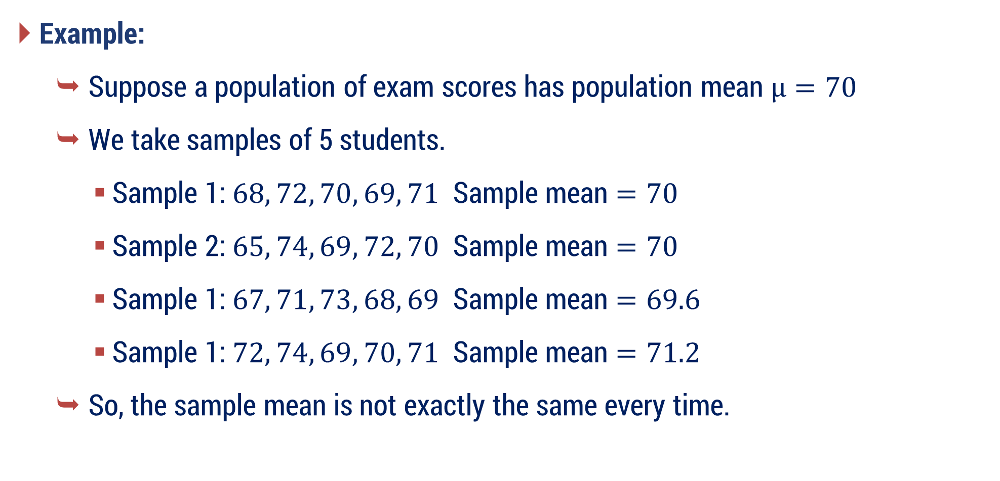 Example:
Suppose a population of exam scores has population mean μ = 70
We take samples of 5 students.
Sample 1: 68, 72, 70, 69, 71 Sample mean = 70
Sample 2: 65, 74, 69, 72, 70 Sample mean = 70
Sample 1: 67, 71, 73, 68, 69 Sample mean = 69.6
Sample 1: 72, 74, 69, 70, 71 Sample mean = 71.2
So, the sample mean is not exactly the same every time.